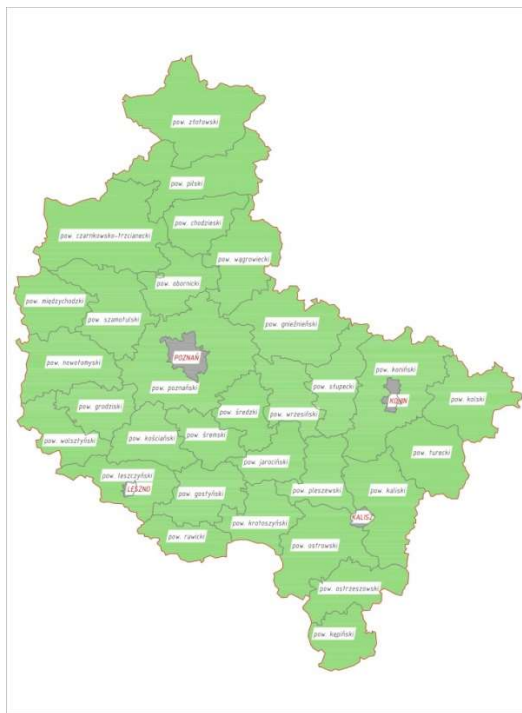 pow. złotowski
pow. pilski
pow. chodzieski
pow. czarnkowsko-trzcianecki
pow. wągrowiecki
pow. obornicki
pow. międzychodzki
pow. szamotulski
pow. gnieźnieński
POZNAŃ
pow. koniński
pow. nowotomyski
pow. poznański
pow. słupecki
KONIN
pow. kolski
pow. grodziski
pow. średzki
pow. wrzesiński
pow. wolsztyński
pow. kościański
pow. śremski
pow. turecki
pow. jarociński
pow. leszczyński
LESZNO
pow. gostyński
pow. pleszewski
pow. kaliski
KALISZ
pow. krotoszyński
pow. rawicki
pow. ostrowski
pow. ostrzeszowski
pow. kępiński